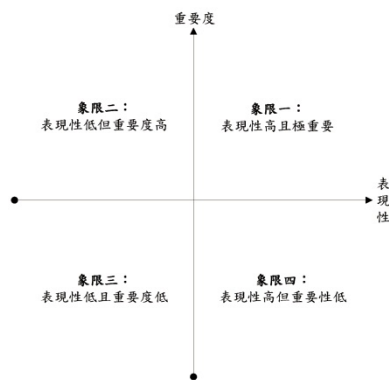 重要度
象限二：
表現性低但重要度高
象限一：
表現性高且極重要
表
現
性
象限三：
表現性低且重要度低
象限四：
表現性高但重要性低